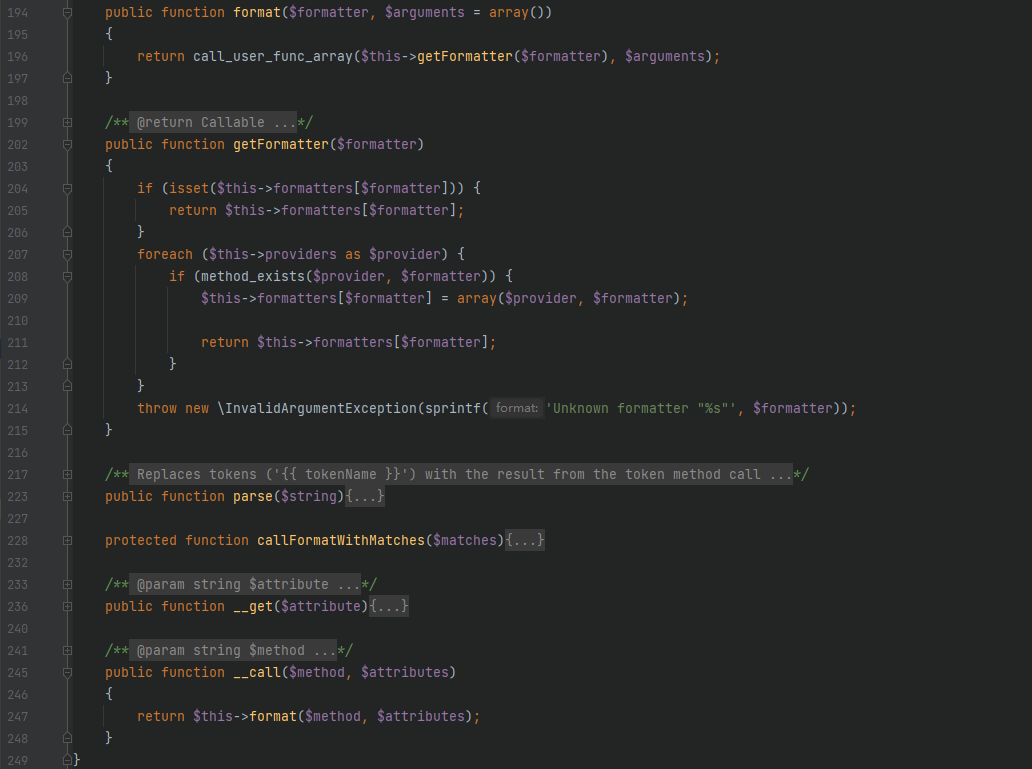 194 public function format($formatter, $arguments = array())
195 {
196 return call_user_func_array($this->getFormatter($formatter), $arguments);
197 }
198
199 /** @return Callable ...*/
202 public function getFormatter($formatter)
203 {
204 if (isset($this->formatters[$formatter])) {
205 return $this->formatters[$formatter];
206 }
207 foreach ($this->providers as $provider) {
208 if (method_exists($provider, $formatter)) {
209 $this->formatters[$formatter] = array($provider, $formatter);
210
211 return $this->formatters[$formatter];
212 }
213 }
214 throw new \InvalidArgumentException(sprintf( format: 'Unknown formatter "%s"', $formatter));
215 }
216
217 /** Replaces tokens ('{{ tokenName }}') with the result from the token method call ...*/
223 public function parse($string){...}
227
228 protected function callFormatWithMatches($matches){...}
232
233 /** @param string $attribute ...*/
236 public function __get($attribute){...}
240
241 /** @param string $method ...*/
245 public function __call($method, $attributes)
246 {
247 return $this->format($method, $attributes);
248 }
249 }